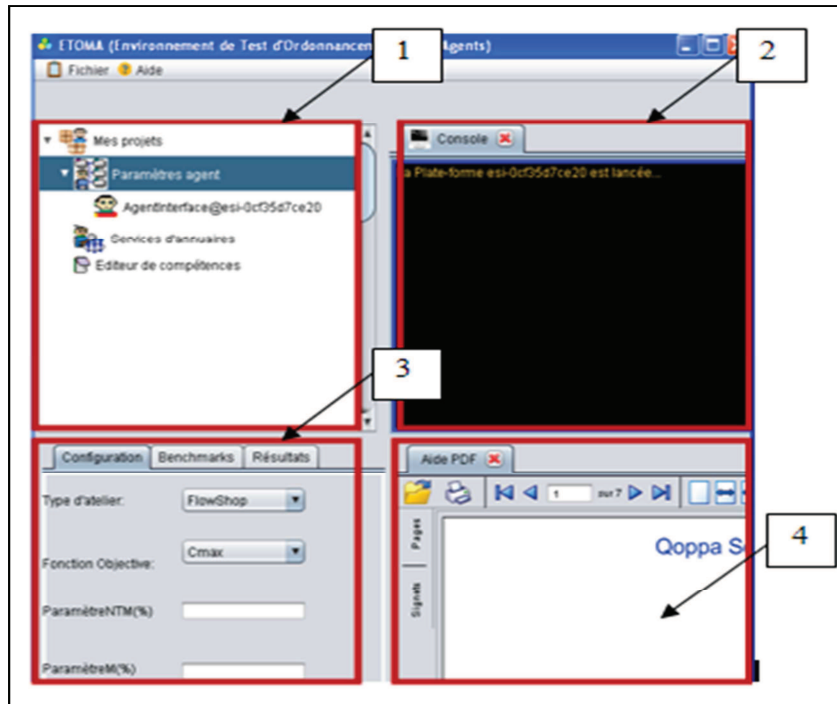 ETOMA (Environnement de Test d'Ordonnancem Agents)
1
2
Fichier Aide
Mes projets
Paramètres agent
AgentInterface@esi-0cf35d7ce20
Services d'annuaires
Editeur de compétences
Console
a Plate-forme esi-0cf35d7ce20 est lancée...
3
Configuration Benchmarks Résultats
Type d'atelier: FlowShop
Fonction Objective: Cmax
ParamètreNTM(%)
ParamètreM(%)
Aide PDF
1 sur 7
Pages
Signets
Qoppa S
4